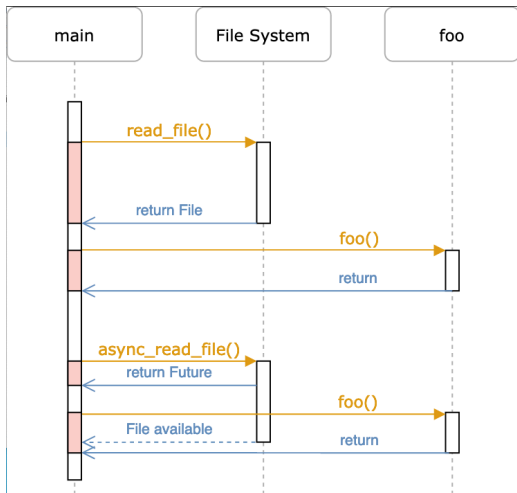 main
File System
foo
read_file()
return File
foo()
return
async_read_file()
return Future
foo()
File available
return